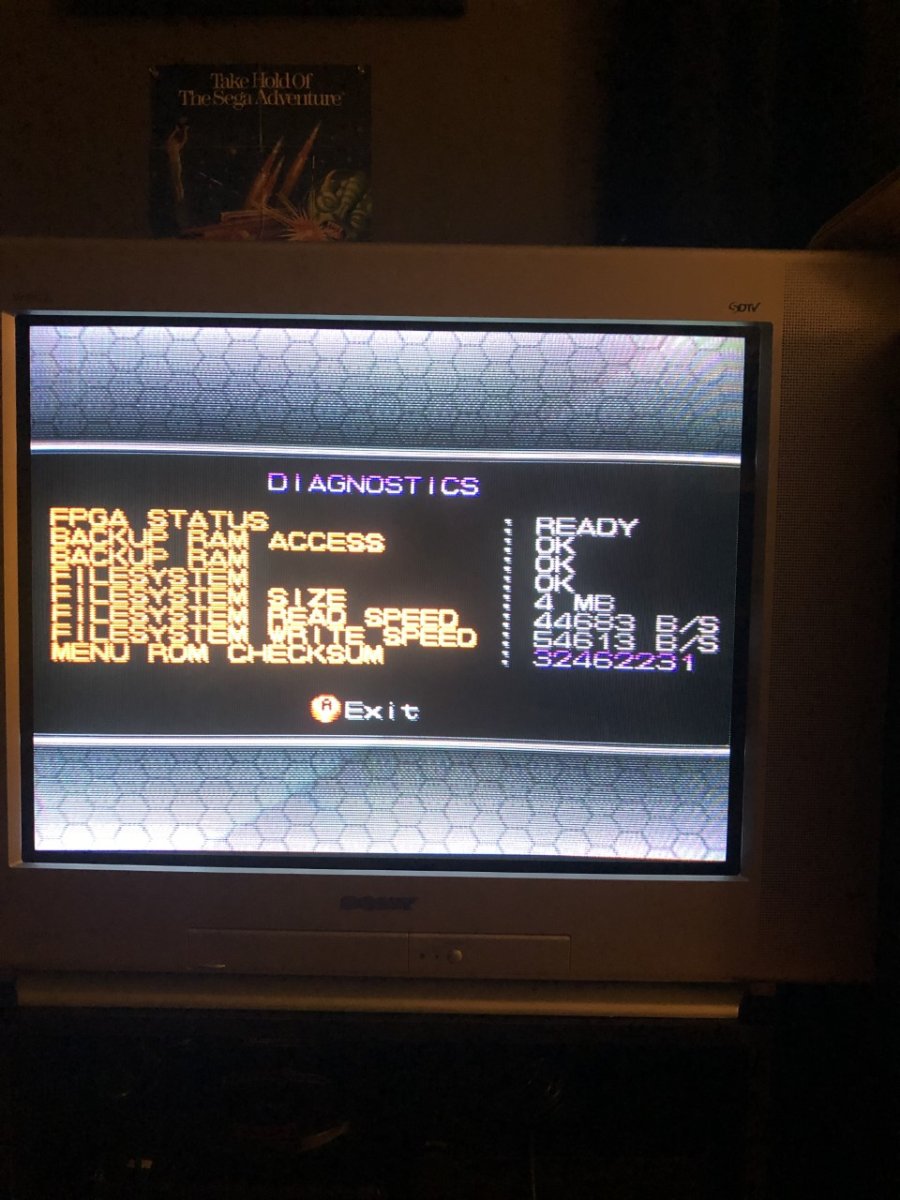 Take Hold Of
The Sega Adventure
WEGA
SDTV
DIAGNOSTICS
FPGA STATUS : READY
BACKUP RAM ACCESS : OK
BACKUP RAM : OK
FILESYSTEM : OK
FILESYSTEM SIZE : 4 MB
FILESYSTEM READ SPEED : 44683 B/S
FILESYSTEM WRITE SPEED : 54613 B/S
MENU ROM CHECKSUM : 32462231
A Exit
SONY